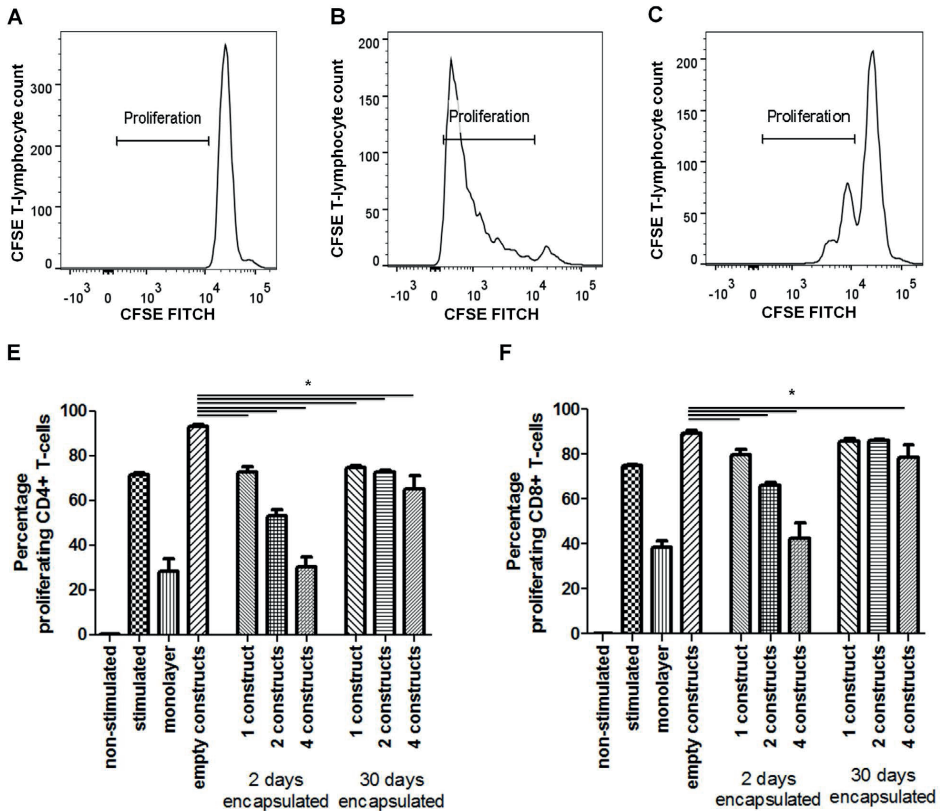 A
CFSE T-lymphocyte count
300
200
100
0
Proliferation
-10³ 0 10³ 10⁴ 10⁵
CFSE FITCH
B
CFSE T-lymphocyte count
200
150
100
50
0
Proliferation
-10³ 0 10³ 10⁴ 10⁵
CFSE FITCH
C
CFSE T-lymphocyte count
200
150
100
50
0
Proliferation
-10³ 0 10³ 10⁴ 10⁵
CFSE FITCH
E
Percentage
proliferating CD4+ T-cells
100
80
60
40
20
0
*
non-stimulated
stimulated
monolayer
empty constructs
1 construct
2 constructs
4 constructs
1 construct
2 constructs
4 constructs
2 days
encapsulated
30 days
encapsulated
F
Percentage
proliferating CD8+ T-cells
100
80
60
40
20
0
*
non-stimulated
stimulated
monolayer
empty constructs
1 construct
2 constructs
4 constructs
1 construct
2 constructs
4 constructs
2 days
encapsulated
30 days
encapsulated